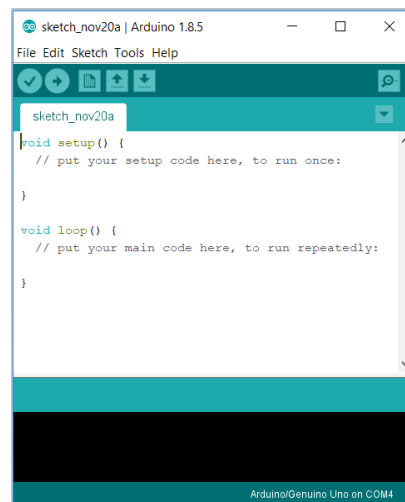 sketch_nov20a | Arduino 1.8.5
File Edit Sketch Tools Help
sketch_nov20a
void setup() {
  // put your setup code here, to run once:
}
void loop() {
  // put your main code here, to run repeatedly:
}
Arduino/Genuino Uno on COM4